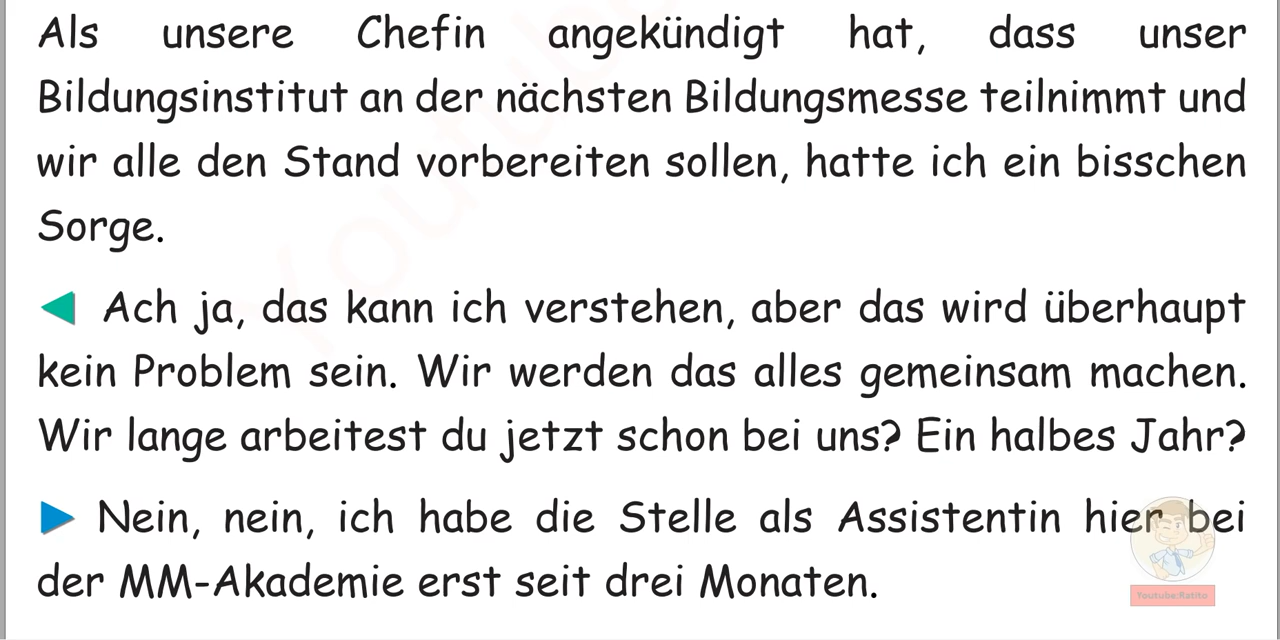 Als unsere Chefin angekündigt hat, dass unser
Bildungsinstitut an der nächsten Bildungsmesse teilnimmt und
wir alle den Stand vorbereiten sollen, hatte ich ein bisschen
Sorge.
Ach ja, das kann ich verstehen, aber das wird überhaupt
kein Problem sein. Wir werden das alles gemeinsam machen.
Wir lange arbeitest du jetzt schon bei uns? Ein halbes Jahr?
Nein, nein, ich habe die Stelle als Assistentin hier bei
der MM-Akademie erst seit drei Monaten.
Youtube:Ratito